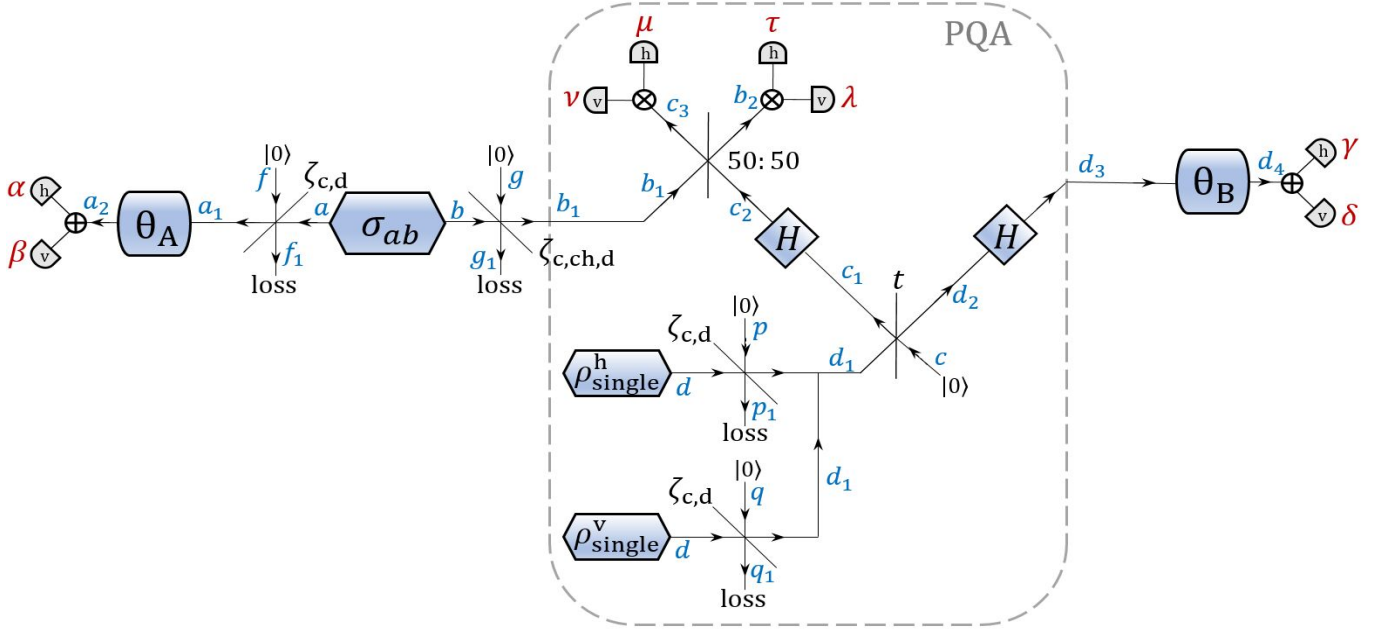 μ
τ
PQA
h
h
ν
v
c₃
b₂
v
λ
|0⟩
|0⟩
50:50
d₃
f
ζc,d
g
α
h
a₂
θA
a₁
a
σab
b
b₁
b₁
c₂
θB
d₄
h
γ
β
v
f₁
g₁
ζc,ch,d
H
H
v
δ
loss
loss
c₁
t
d₂
|0⟩
ζc,d
p
d₁
c
ρʰsingle
d
p₁
|0⟩
loss
|0⟩
ζc,d
q
d₁
ρᵛsingle
d
q₁
loss